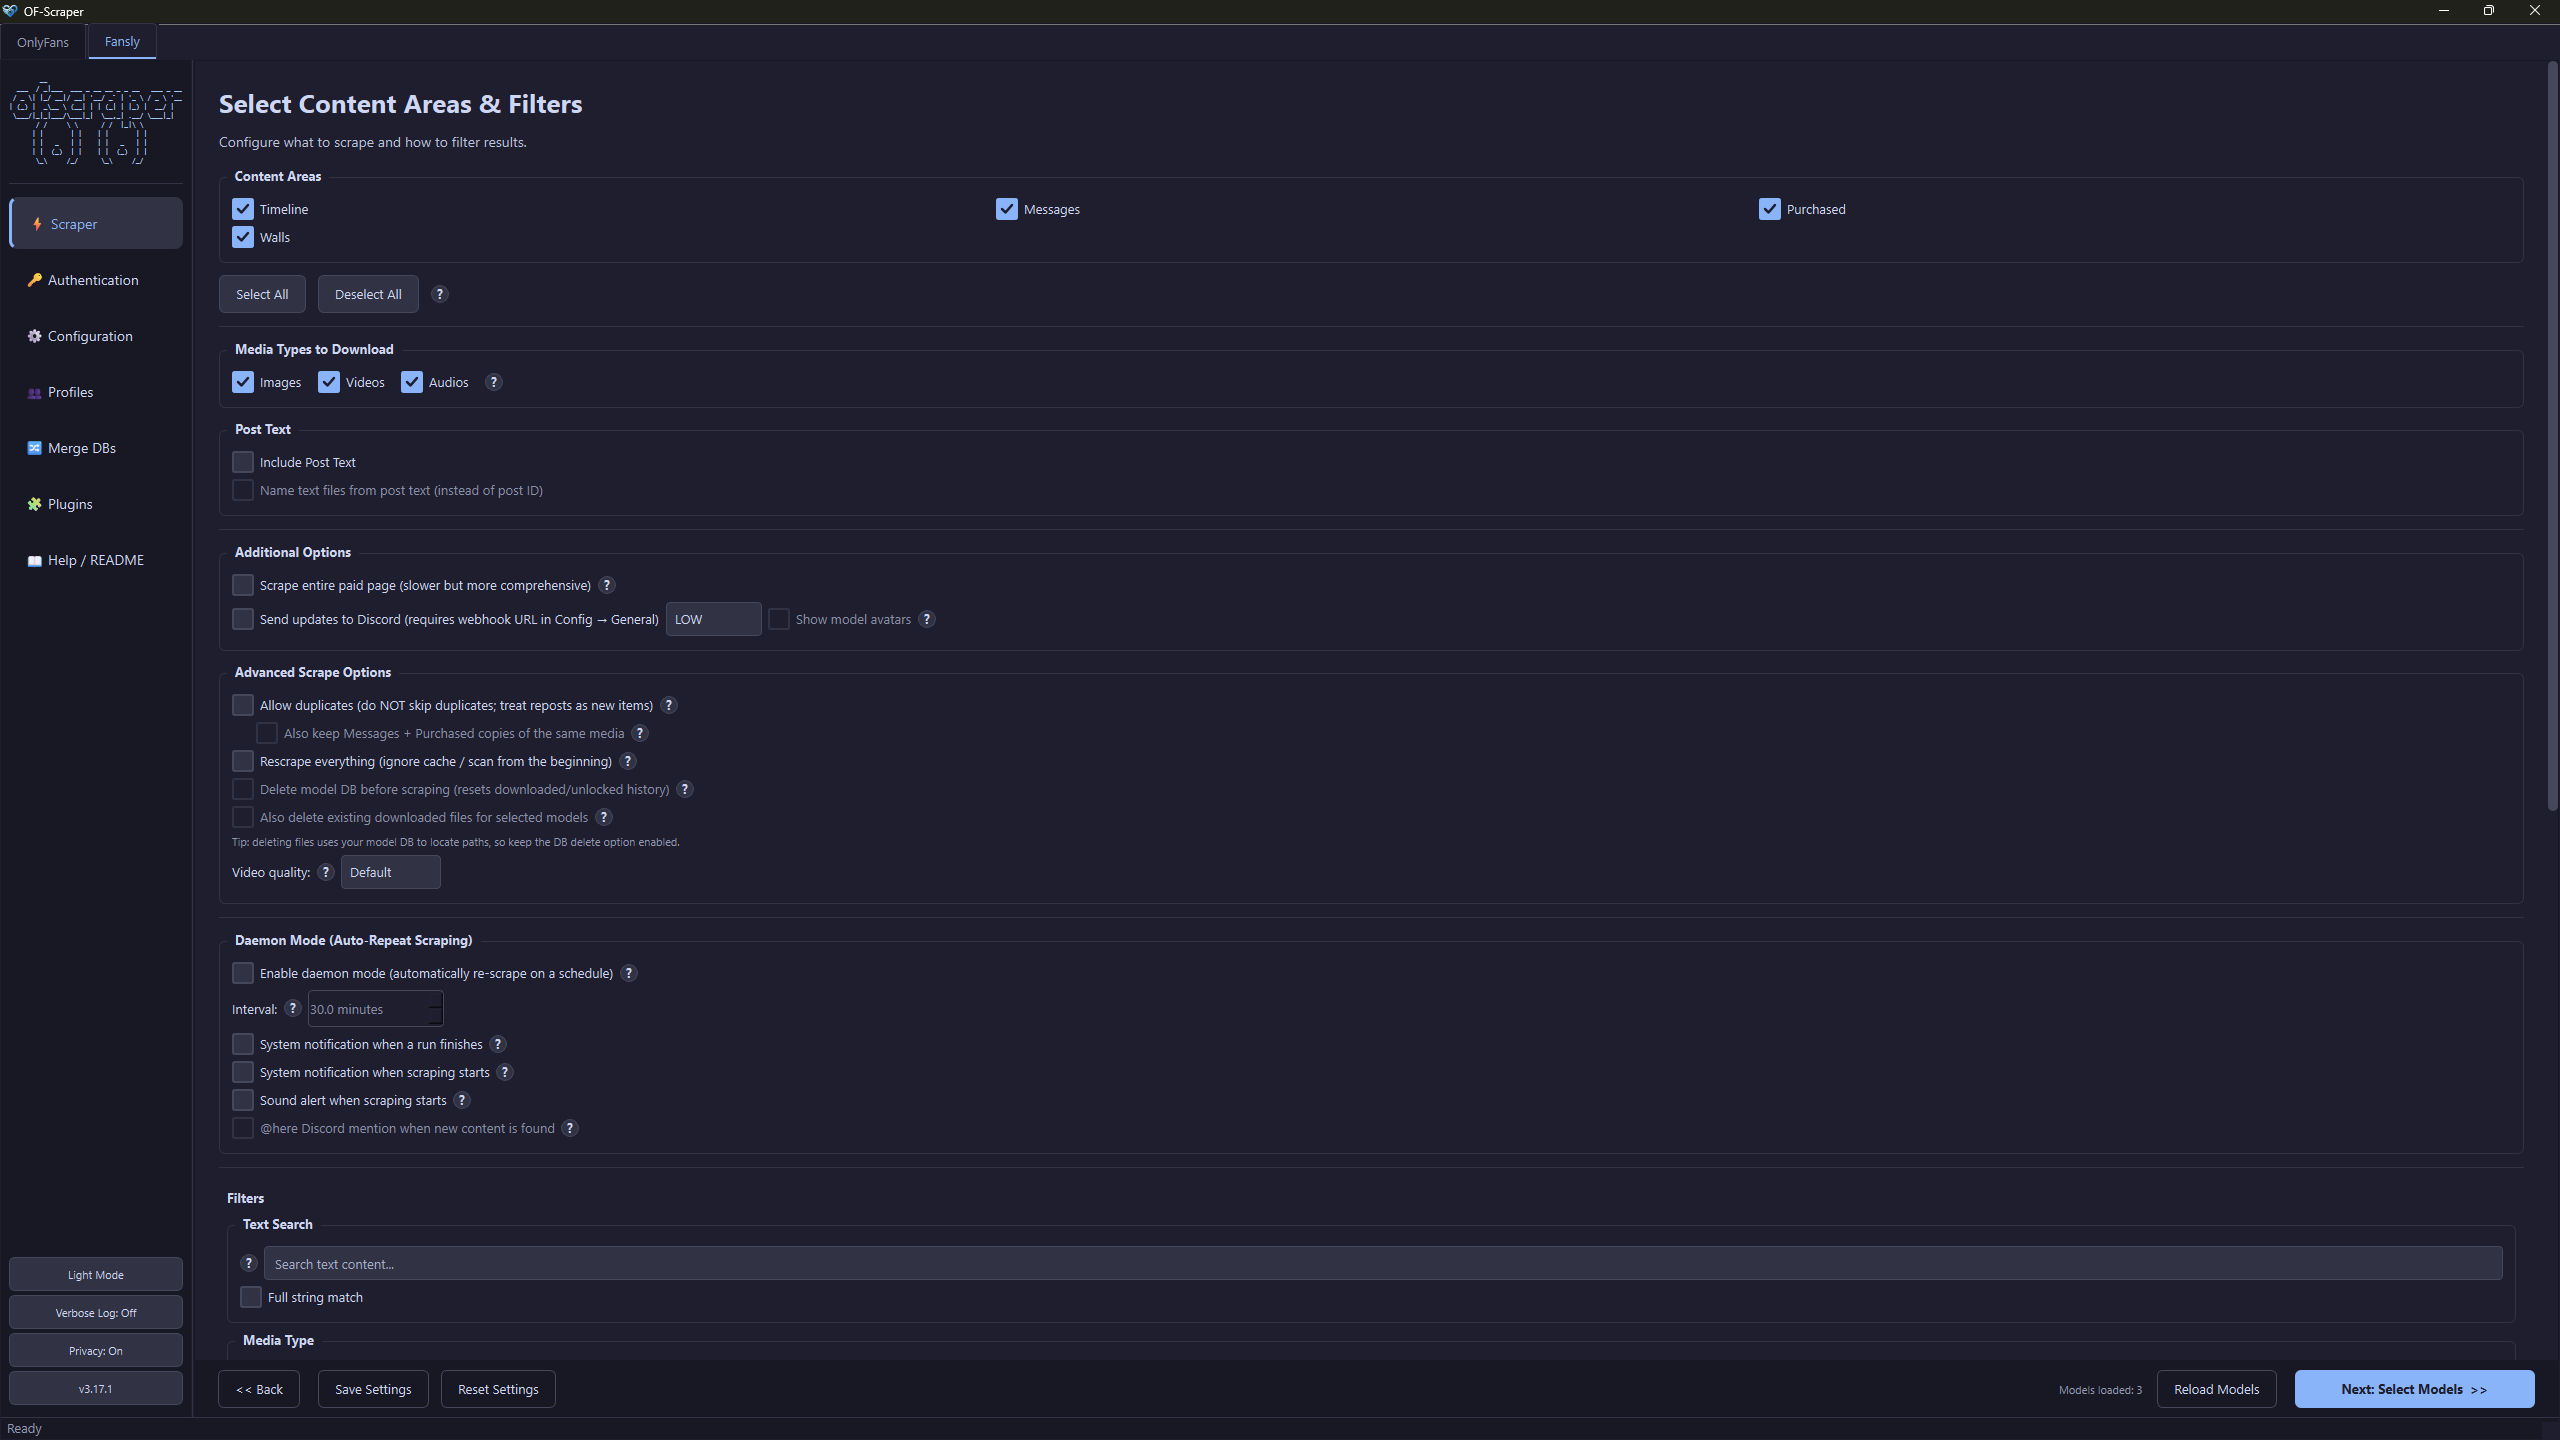 OF-Scraper
OnlyFans
Fansly
Scraper
Authentication
Configuration
Profiles
Merge DBs
Plugins
Help / README
Light Mode
Verbose Log: Off
Privacy: On
v3.17.1
Select Content Areas & Filters
Configure what to scrape and how to filter results.
Content Areas
Timeline
Messages
Purchased
Walls
Select All
Deselect All
?
Media Types to Download
Images
Videos
Audios
?
Post Text
Include Post Text
Name text files from post text (instead of post ID)
Additional Options
Scrape entire paid page (slower but more comprehensive) ?
Send updates to Discord (requires webhook URL in Config → General)
LOW
Show model avatars ?
Advanced Scrape Options
Allow duplicates (do NOT skip duplicates; treat reposts as new items) ?
Also keep Messages + Purchased copies of the same media ?
Rescrape everything (ignore cache / scan from the beginning) ?
Delete model DB before scraping (resets downloaded/unlocked history) ?
Also delete existing downloaded files for selected models ?
Tip: deleting files uses your model DB to locate paths, so keep the DB delete option enabled.
Video quality: ? Default
Daemon Mode (Auto-Repeat Scraping)
Enable daemon mode (automatically re-scrape on a schedule) ?
Interval: ? 30.0 minutes
System notification when a run finishes ?
System notification when scraping starts ?
Sound alert when scraping starts ?
@here Discord mention when new content is found ?
Filters
Text Search
? Search text content...
Full string match
Media Type
<< Back
Save Settings
Reset Settings
Models loaded: 3
Reload Models
Next: Select Models >>
Ready